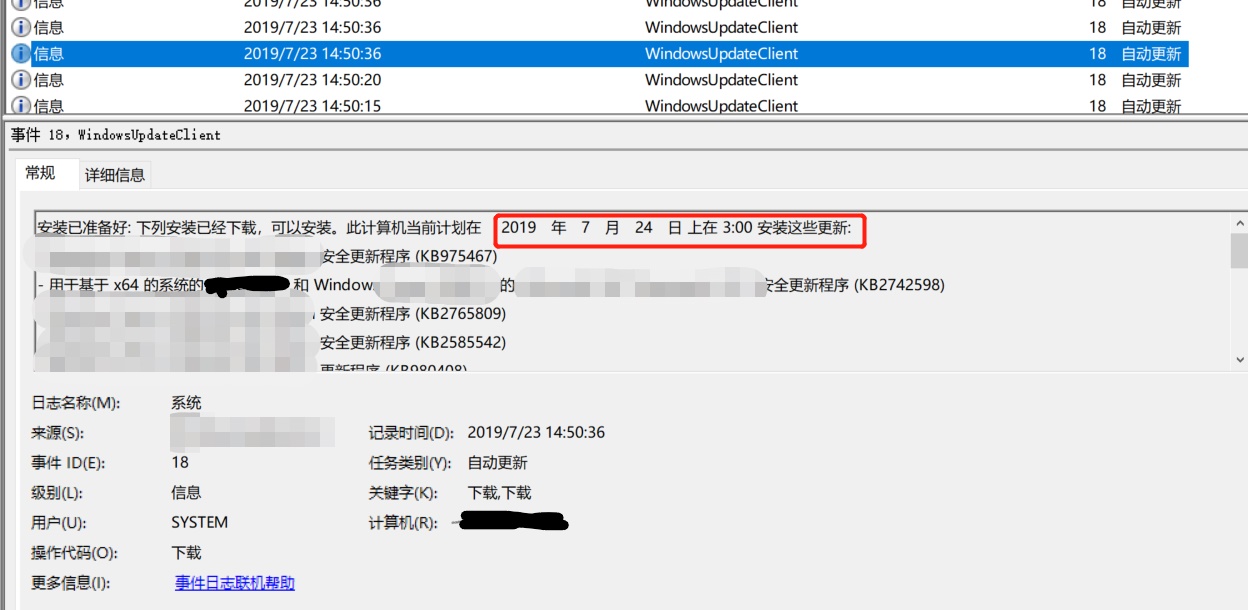 信息 2019/7/23 14:50:36 WindowsUpdateClient 18 自动更新
信息 2019/7/23 14:50:36 WindowsUpdateClient 18 自动更新
信息 2019/7/23 14:50:36 WindowsUpdateClient 18 自动更新
信息 2019/7/23 14:50:20 WindowsUpdateClient 18 自动更新
信息 2019/7/23 14:50:15 WindowsUpdateClient 18 自动更新
事件 18，WindowsUpdateClient
常规 详细信息
安装已准备好: 下列安装已经下载，可以安装。此计算机当前计划在 2019 年 7 月 24 日 上在 3:00 安装这些更新:
安全更新程序 (KB975467)
- 用于基于 x64 的系统的 和 Window 的 安全更新程序 (KB2742598)
安全更新程序 (KB2765809)
安全更新程序 (KB2585542)
更新程序 (KB980408)
日志名称(M): 系统
来源(S): 记录时间(D): 2019/7/23 14:50:36
事件 ID(E): 18 任务类别(Y): 自动更新
级别(L): 信息 关键字(K): 下载,下载
用户(U): SYSTEM 计算机(R):
操作代码(O): 下载
更多信息(I): 事件日志联机帮助